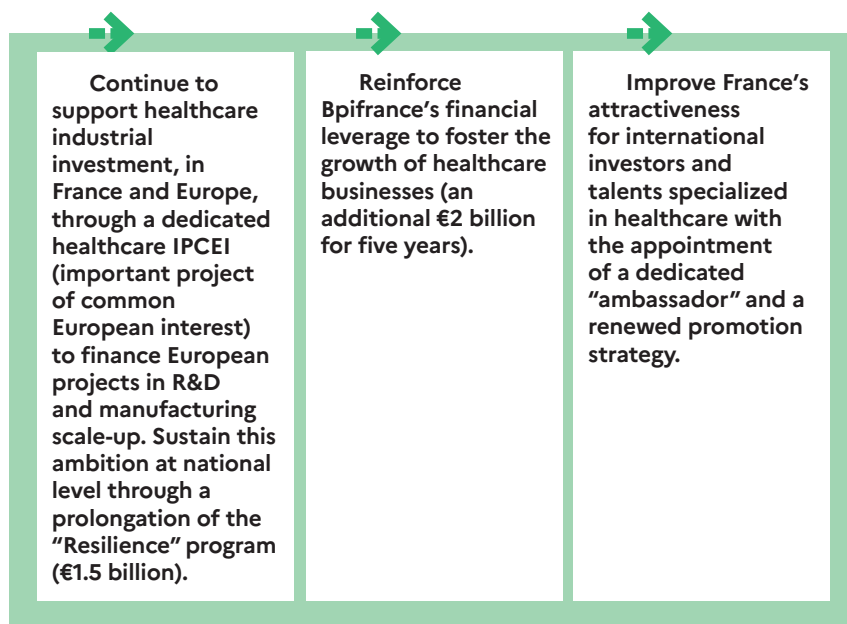 Continue to
support healthcare
industrial
investment, in
France and Europe,
through a dedicated
healthcare IPCEI
(important project
of common
European interest)
to finance European
projects in R&D
and manufacturing
scale-up. Sustain this
ambition at national
level through a
prolongation of the
“Resilience” program
(€1.5 billion).
Reinforce
Bpifrance’s financial
leverage to foster the
growth of healthcare
businesses (an
additional €2 billion
for five years).
Improve France’s
attractiveness
for international
investors and
talents specialized
in healthcare with
the appointment
of a dedicated
“ambassador” and a
renewed promotion
strategy.